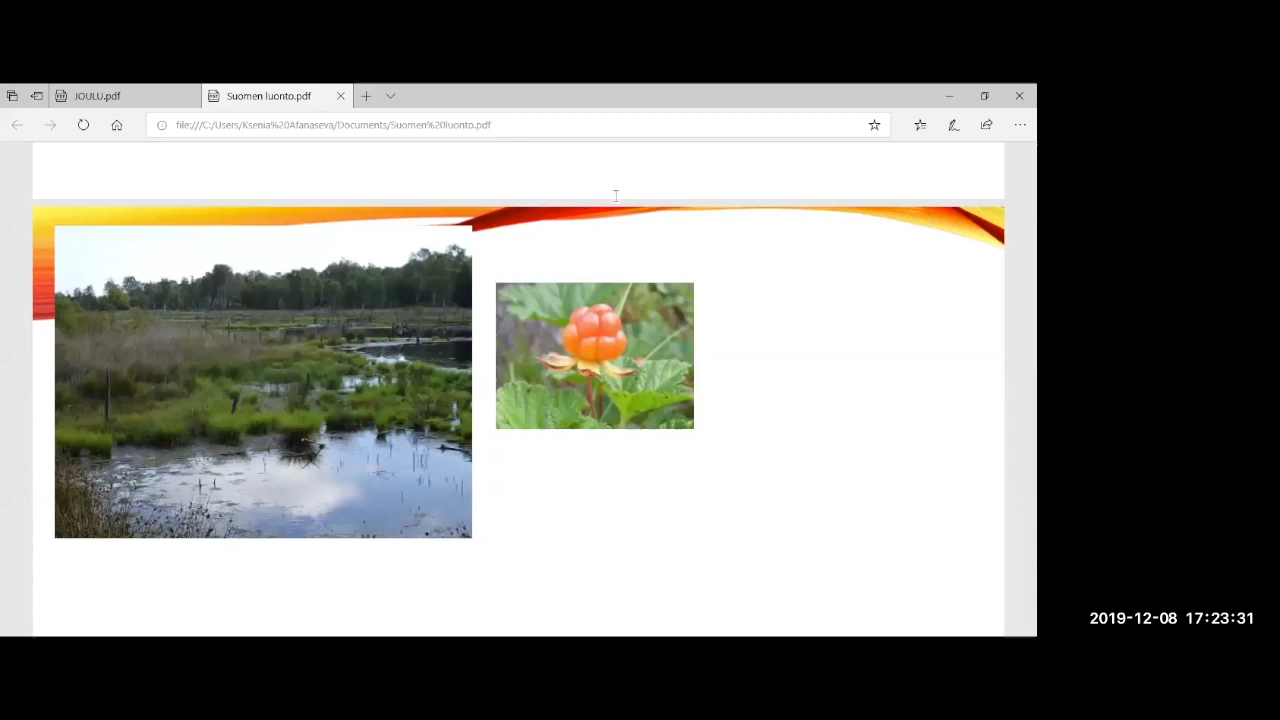 JOULU.pdf
Suomen luonto.pdf
file:///C:/Users/Ksenia%20Afanaseva/Documents/Suomen%20luonto.pdf
2019-12-08 17:23:31